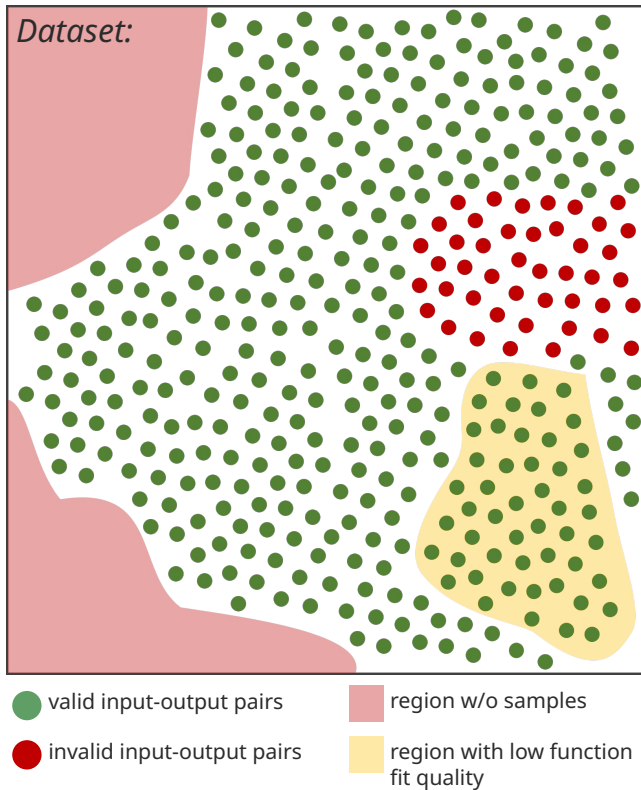 Dataset:
valid input-output pairs
region w/o samples
invalid input-output pairs
region with low function
fit quality